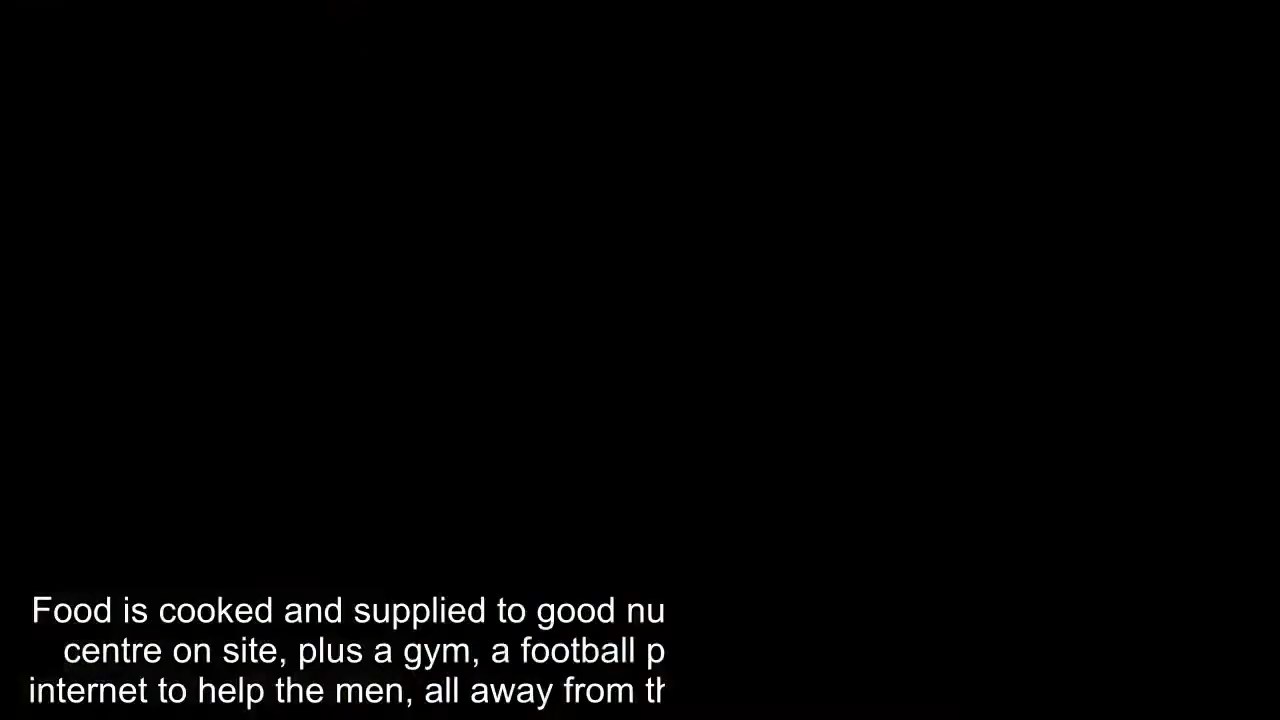 Food is cooked and supplied to good nu
centre on site, plus a gym, a football p
internet to help the men, all away from th